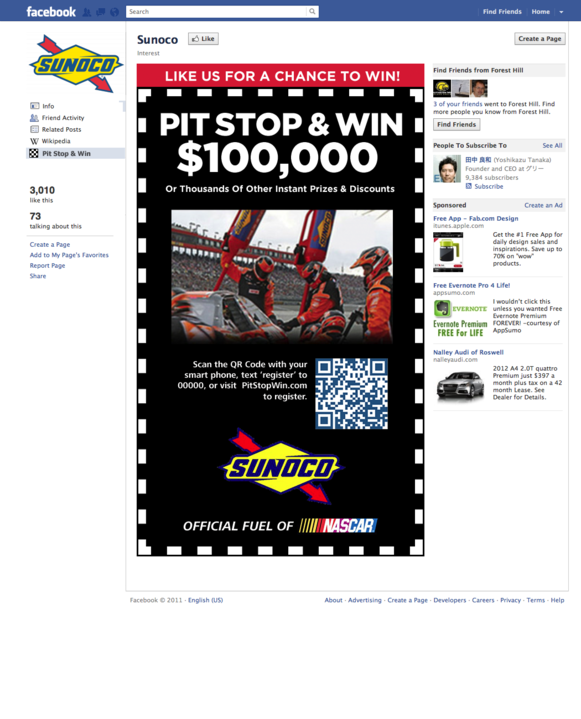 facebook
Search
Find Friends
Home
SUNOCO
Info
Friend Activity
Related Posts
Wikipedia
Pit Stop & Win
3,010
like this
73
talking about this
Create a Page
Add to My Page's Favorites
Report Page
Share
Sunoco
Like
Interest
Create a Page
LIKE US FOR A CHANCE TO WIN!
PIT STOP & WIN
$100,000
Or Thousands Of Other Instant Prizes & Discounts
Scan the QR Code with your
smart phone, text 'register' to
00000, or visit PitStopWin.com
to register.
SUNOCO
OFFICIAL FUEL OF NASCAR
Find Friends from Forest Hill
3 of your friends went to Forest Hill. Find
more people you know from Forest Hill.
Find Friends
People To Subscribe To
See All
田中 良和 (Yoshikazu Tanaka)
Founder and CEO at グリー
9,384 subscribers
Subscribe
Sponsored
Create an Ad
Free App - Fab.com Design
itunes.apple.com
Get the #1 Free App for
daily design sales and
inspirations. Save up to
70% on "wow"
products.
Free Evernote Pro 4 Life!
appsumo.com
EVERNOTE
Evernote Premium
FREE For LIFE
I wouldn't click this
unless you wanted Free
Evernote Premium
FOREVER! -courtesy of
AppSumo
Nalley Audi of Roswell
nalleyaudi.com
2012 A4 2.0T quattro
Premium just $397 a
month plus tax on a 42
month Lease. See
Dealer for Details.
Facebook © 2011 · English (US)
About · Advertising · Create a Page · Developers · Careers · Privacy · Terms · Help